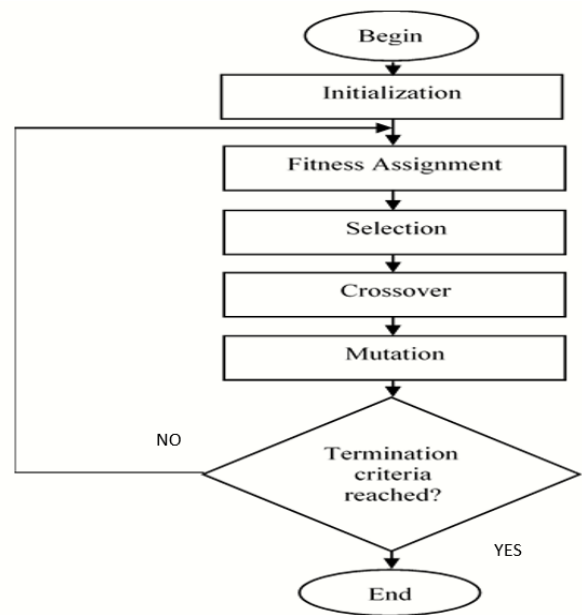 Begin
Initialization
Fitness Assignment
Selection
Crossover
Mutation
NO
Termination
criteria
reached?
YES
End